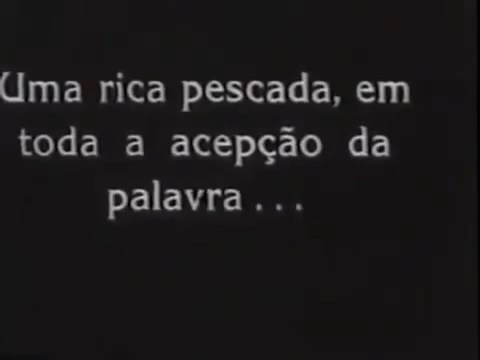 Uma rica pescada, em
toda a acepção da
palavra...